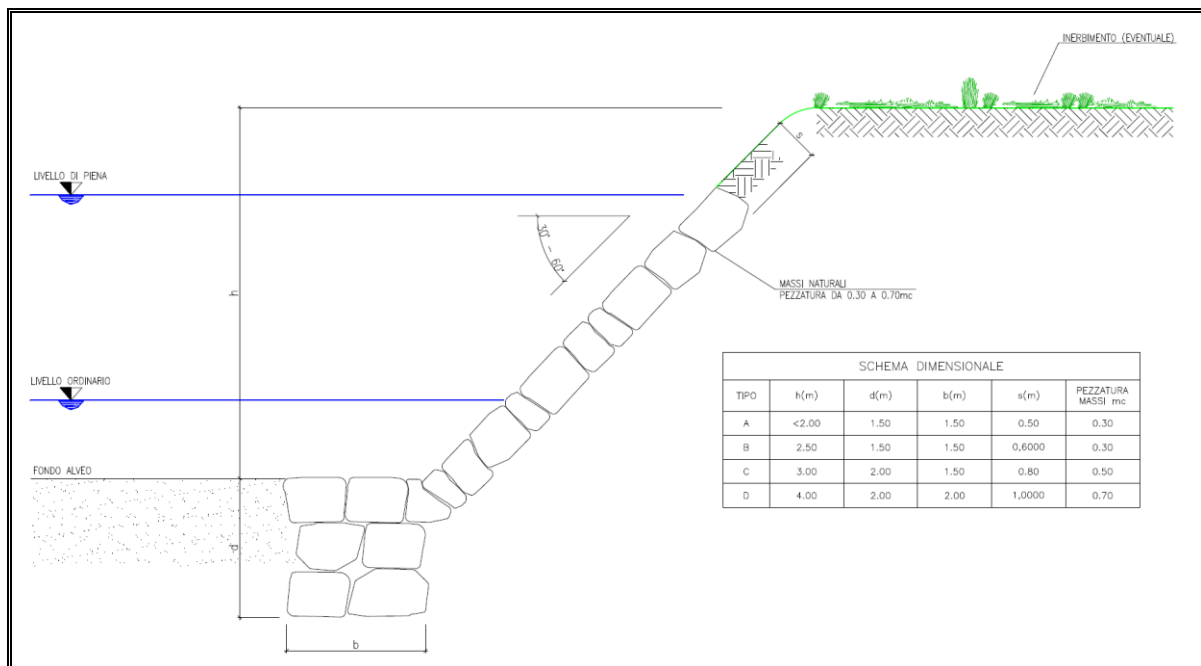 INERBIMENTO (EVENTUALE)
s
LIVELLO DI PIENA
30° - 60°
h
MASSI NATURALI
PEZZATURA DA 0.30 A 0.70mc
LIVELLO ORDINARIO
SCHEMA DIMENSIONALE
TIPO h(m) d(m) b(m) s(m) PEZZATURA MASSI mc
A <2.00 1.50 1.50 0.50 0.30
B 2.50 1.50 1.50 0,6000 0.30
C 3.00 2.00 1.50 0.80 0.50
D 4.00 2.00 2.00 1,0000 0.70
FONDO ALVEO
d
b